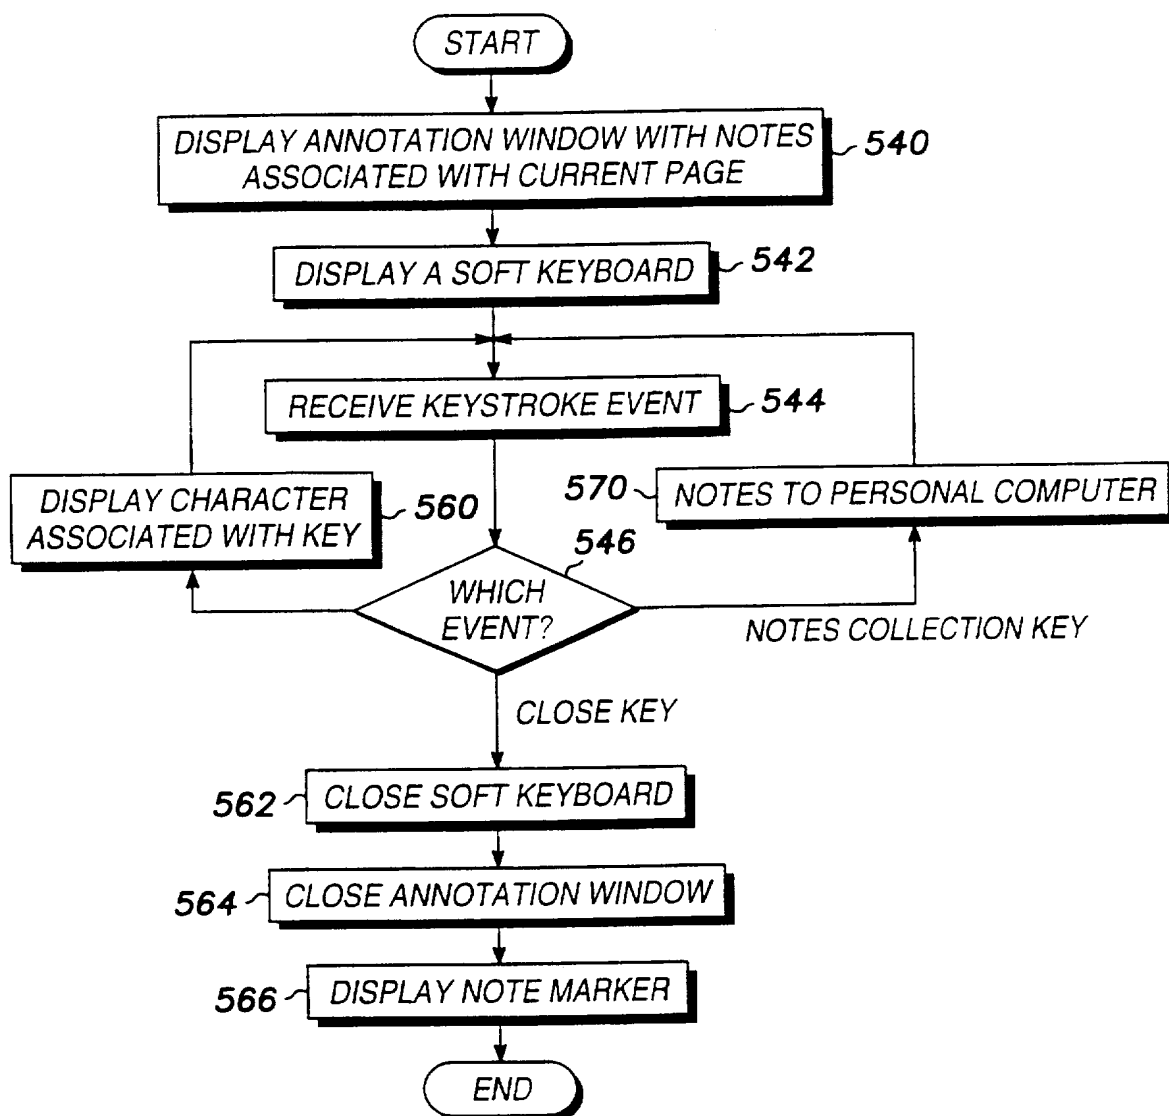 START
DISPLAY ANNOTATION WINDOW WITH NOTES
ASSOCIATED WITH CURRENT PAGE
540
DISPLAY A SOFT KEYBOARD
542
RECEIVE KEYSTROKE EVENT
544
DISPLAY CHARACTER
ASSOCIATED WITH KEY
560
570
NOTES TO PERSONAL COMPUTER
546
WHICH
EVENT?
NOTES COLLECTION KEY
CLOSE KEY
562
CLOSE SOFT KEYBOARD
564
CLOSE ANNOTATION WINDOW
566
DISPLAY NOTE MARKER
END